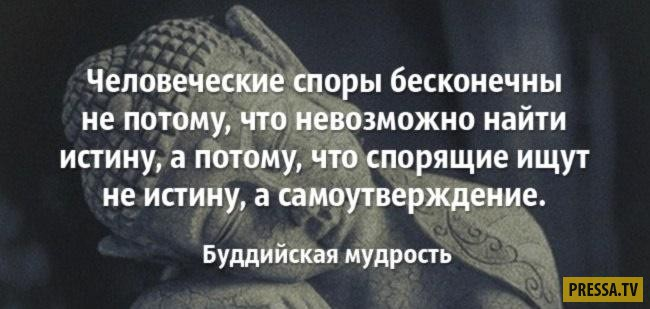 Человеческие споры бесконечны
не потому, что невозможно найти
истину, а потому, что спорящие ищут
не истину, а самоутверждение.
Буддийская мудрость
PRESSA.TV